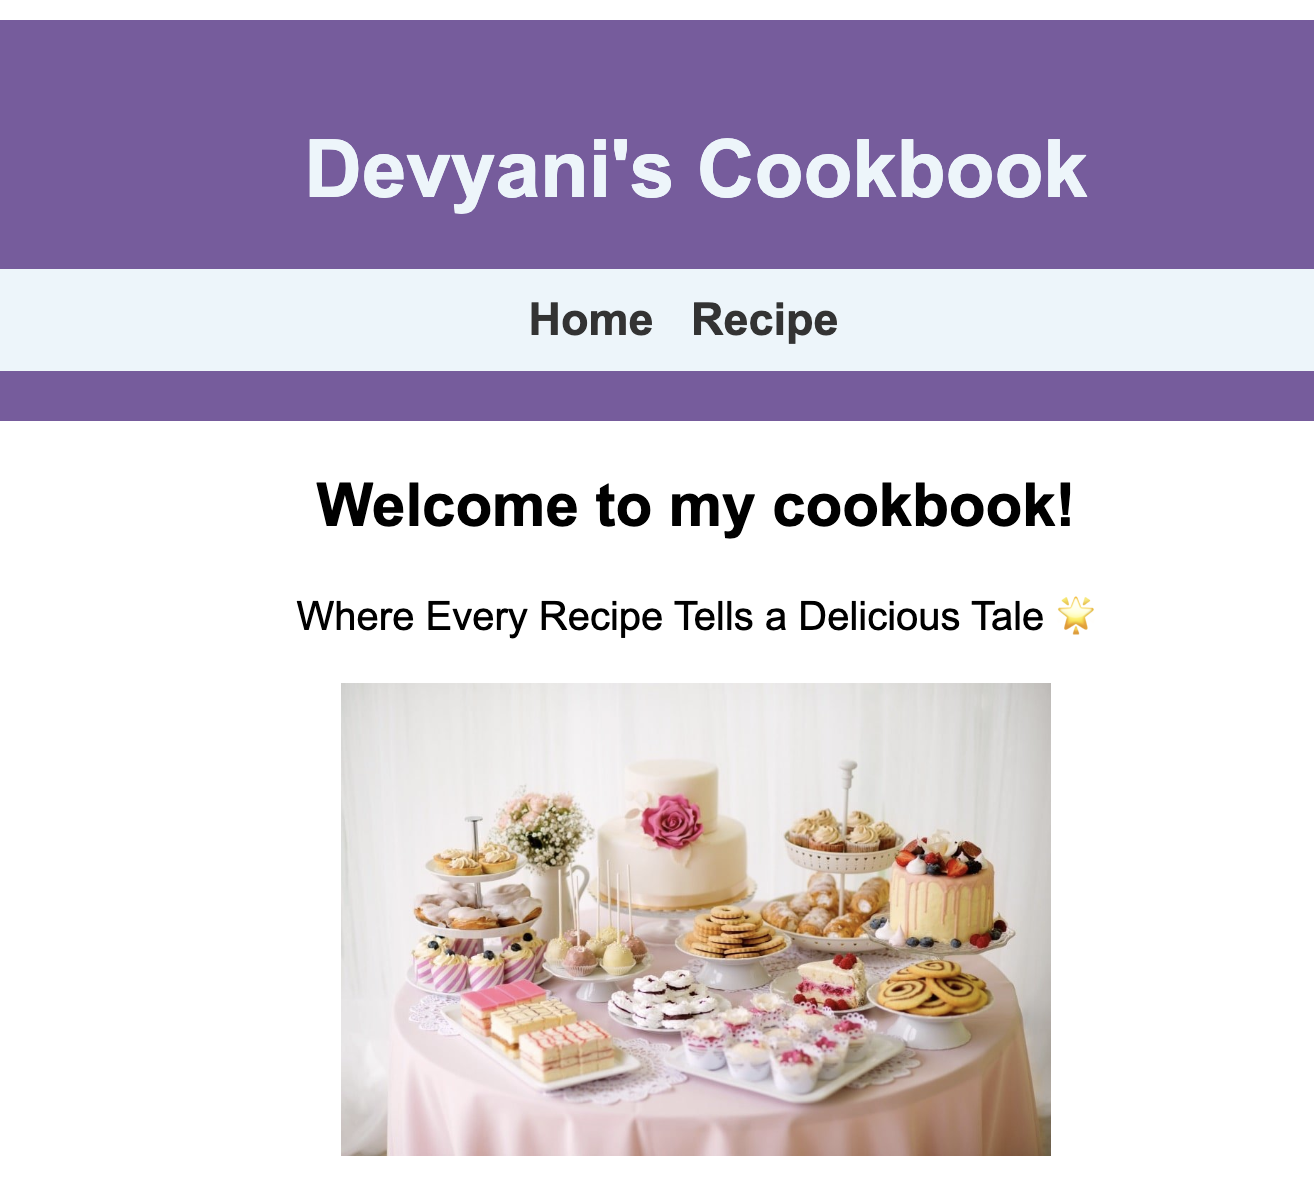 Devyani's Cookbook
Home Recipe
Welcome to my cookbook!
Where Every Recipe Tells a Delicious Tale 🌟